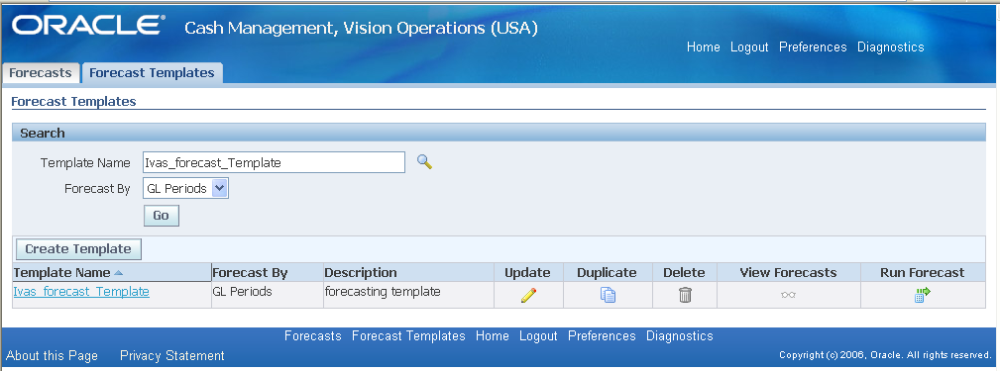 ORACLE® Cash Management, Vision Operations (USA)
Home Logout Preferences Diagnostics
Forecasts Forecast Templates
Forecast Templates
Search
Template Name Ivas_forecast_Template
Forecast By GL Periods
Go
Create Template
Template Name Forecast By Description Update Duplicate Delete View Forecasts Run Forecast
Ivas_forecast_Template GL Periods forecasting template
Forecasts Forecast Templates Home Logout Preferences Diagnostics
About this Page Privacy Statement Copyright (c) 2006, Oracle. All rights reserved.